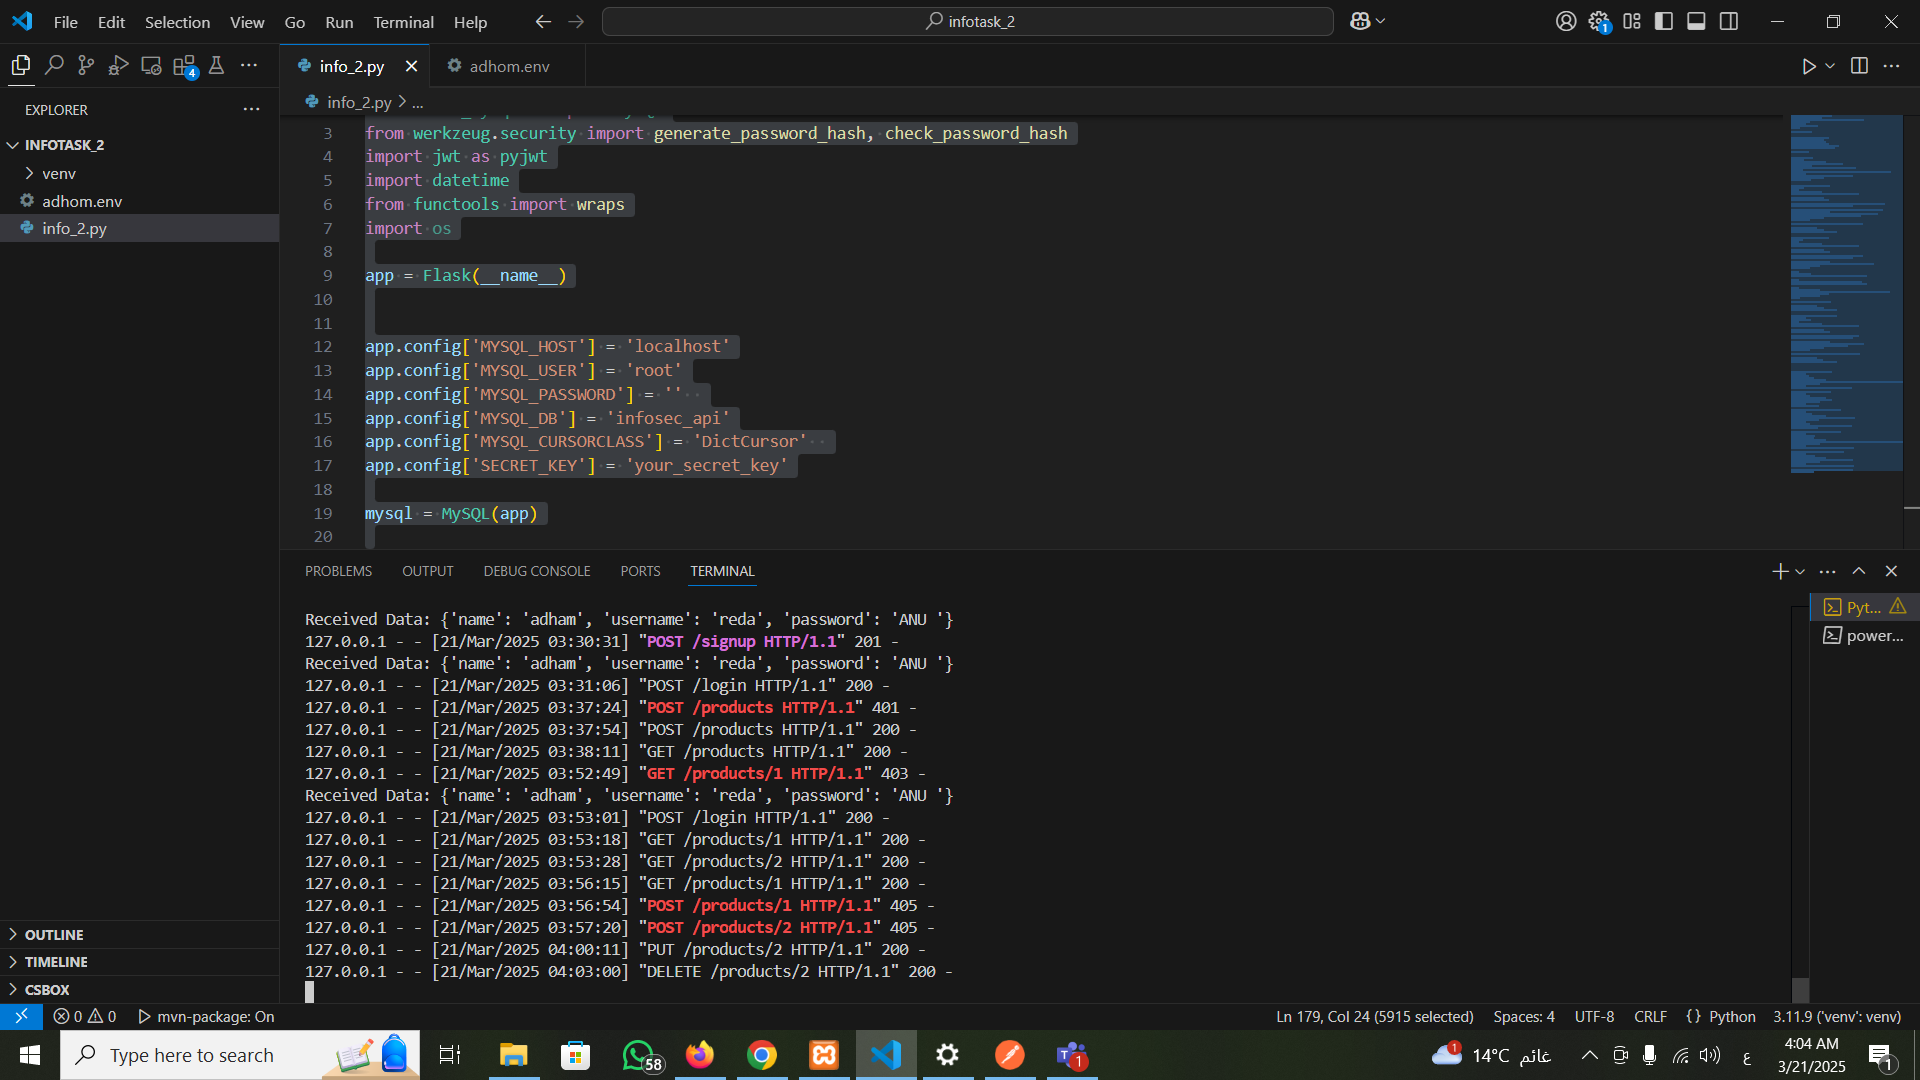 File Edit Selection View Go Run Terminal Help
infotask_2
1
4
info_2.py
adhom.env
EXPLORER
info_2.py > ...
INFOTASK_2
venv
adhom.env
info_2.py
3 from werkzeug.security import generate_password_hash, check_password_hash
4 import jwt as pyjwt
5 import datetime
6 from functools import wraps
7 import os
8
9 app = Flask(__name__)
10
11
12 app.config['MYSQL_HOST'] = 'localhost'
13 app.config['MYSQL_USER'] = 'root'
14 app.config['MYSQL_PASSWORD'] = ''
15 app.config['MYSQL_DB'] = 'infosec_api'
16 app.config['MYSQL_CURSORCLASS'] = 'DictCursor'
17 app.config['SECRET_KEY'] = 'your_secret_key'
18
19 mysql = MySQL(app)
20
PROBLEMS OUTPUT DEBUG CONSOLE PORTS TERMINAL
Pyt...
power...
Received Data: {'name': 'adham', 'username': 'reda', 'password': 'ANU '}
127.0.0.1 - - [21/Mar/2025 03:30:31] "POST /signup HTTP/1.1" 201 -
Received Data: {'name': 'adham', 'username': 'reda', 'password': 'ANU '}
127.0.0.1 - - [21/Mar/2025 03:31:06] "POST /login HTTP/1.1" 200 -
127.0.0.1 - - [21/Mar/2025 03:37:24] "POST /products HTTP/1.1" 401 -
127.0.0.1 - - [21/Mar/2025 03:37:54] "POST /products HTTP/1.1" 200 -
127.0.0.1 - - [21/Mar/2025 03:38:11] "GET /products HTTP/1.1" 200 -
127.0.0.1 - - [21/Mar/2025 03:52:49] "GET /products/1 HTTP/1.1" 403 -
Received Data: {'name': 'adham', 'username': 'reda', 'password': 'ANU '}
127.0.0.1 - - [21/Mar/2025 03:53:01] "POST /login HTTP/1.1" 200 -
127.0.0.1 - - [21/Mar/2025 03:53:18] "GET /products/1 HTTP/1.1" 200 -
127.0.0.1 - - [21/Mar/2025 03:53:28] "GET /products/2 HTTP/1.1" 200 -
127.0.0.1 - - [21/Mar/2025 03:56:15] "GET /products/1 HTTP/1.1" 200 -
127.0.0.1 - - [21/Mar/2025 03:56:54] "POST /products/1 HTTP/1.1" 405 -
127.0.0.1 - - [21/Mar/2025 03:57:20] "POST /products/2 HTTP/1.1" 405 -
127.0.0.1 - - [21/Mar/2025 04:00:11] "PUT /products/2 HTTP/1.1" 200 -
127.0.0.1 - - [21/Mar/2025 04:03:00] "DELETE /products/2 HTTP/1.1" 200 -
OUTLINE
TIMELINE
CSBOX
0 0 mvn-package: On
Ln 179, Col 24 (5915 selected) Spaces: 4 UTF-8 CRLF {} Python 3.11.9 ('venv': venv)
Type here to search
58
1
1
14°C غائم
ع
4:04 AM
3/21/2025
1